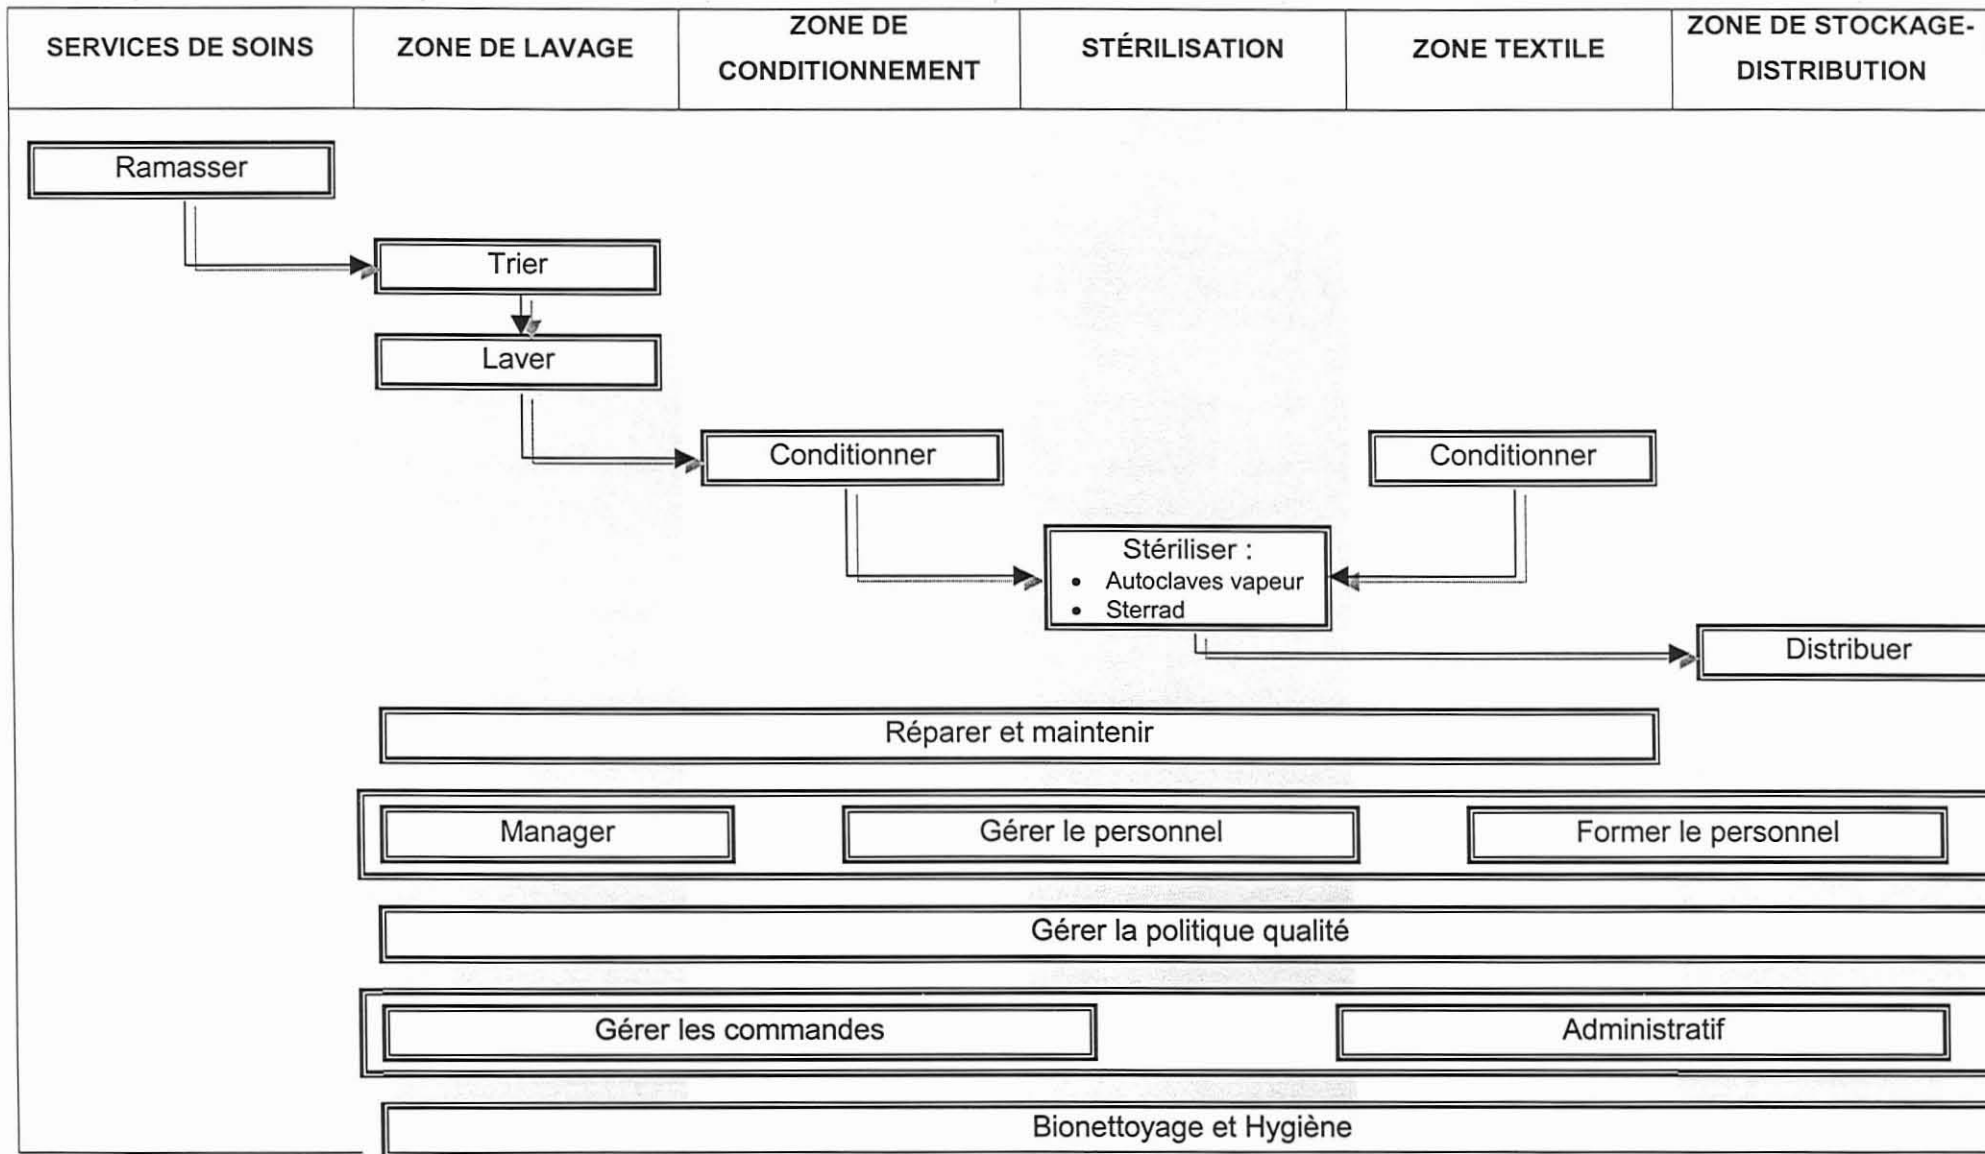 SERVICES DE SOINS
ZONE DE LAVAGE
ZONE DE
CONDITIONNEMENT
STÉRILISATION
ZONE TEXTILE
ZONE DE STOCKAGE-
DISTRIBUTION
Ramasser
Trier
Laver
Conditionner
Conditionner
Stériliser :
• Autoclaves vapeur
• Sterrad
Distribuer
Réparer et maintenir
Manager
Gérer le personnel
Former le personnel
Gérer la politique qualité
Gérer les commandes
Administratif
Bionettoyage et Hygiène